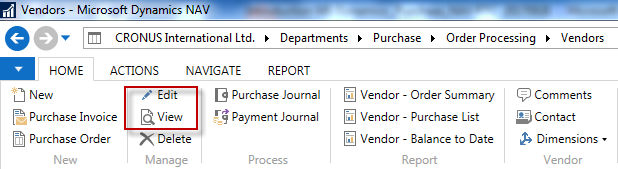 Vendors - Microsoft Dynamics NAV
CRONUS International Ltd. Departments Purchase Order Processing Vendors
HOME ACTIONS NAVIGATE REPORT
New Edit Purchase Journal Vendor - Order Summary Comments
Purchase Invoice View Payment Journal Vendor - Purchase List Contact
Purchase Order Delete Vendor - Balance to Date Dimensions
New Manage Process Report Vendor